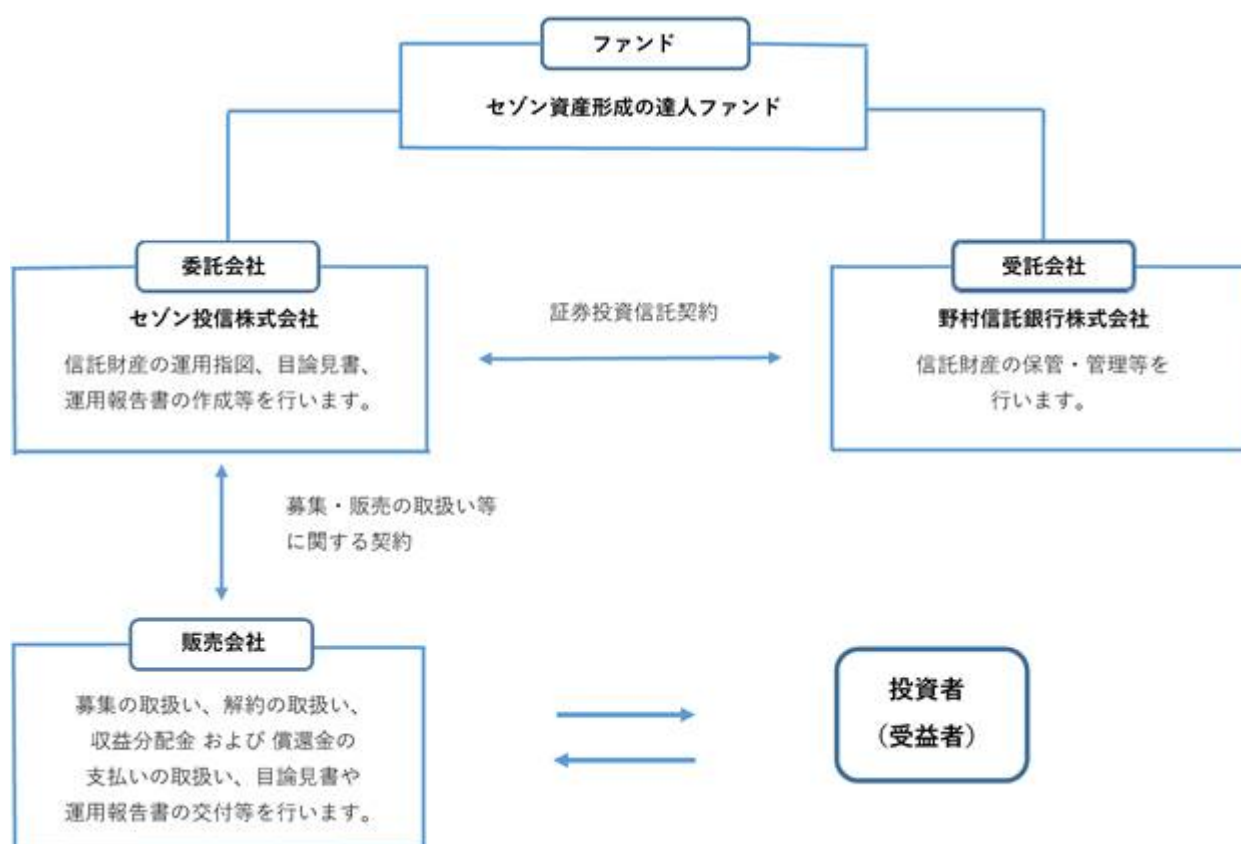 ファンド
セゾン資産形成の達人ファンド
委託会社
セゾン投信株式会社
信託財産の運用指図、目論見書、
運用報告書の作成等を行います。
証券投資信託契約
受託会社
野村信託銀行株式会社
信託財産の保管・管理等を
行います。
募集・販売の取扱い等
に関する契約
販売会社
募集の取扱い、解約の取扱い、
収益分配金 および 償還金の
支払いの取扱い、目論見書や
運用報告書の交付等を行います。
投資者
（受益者）